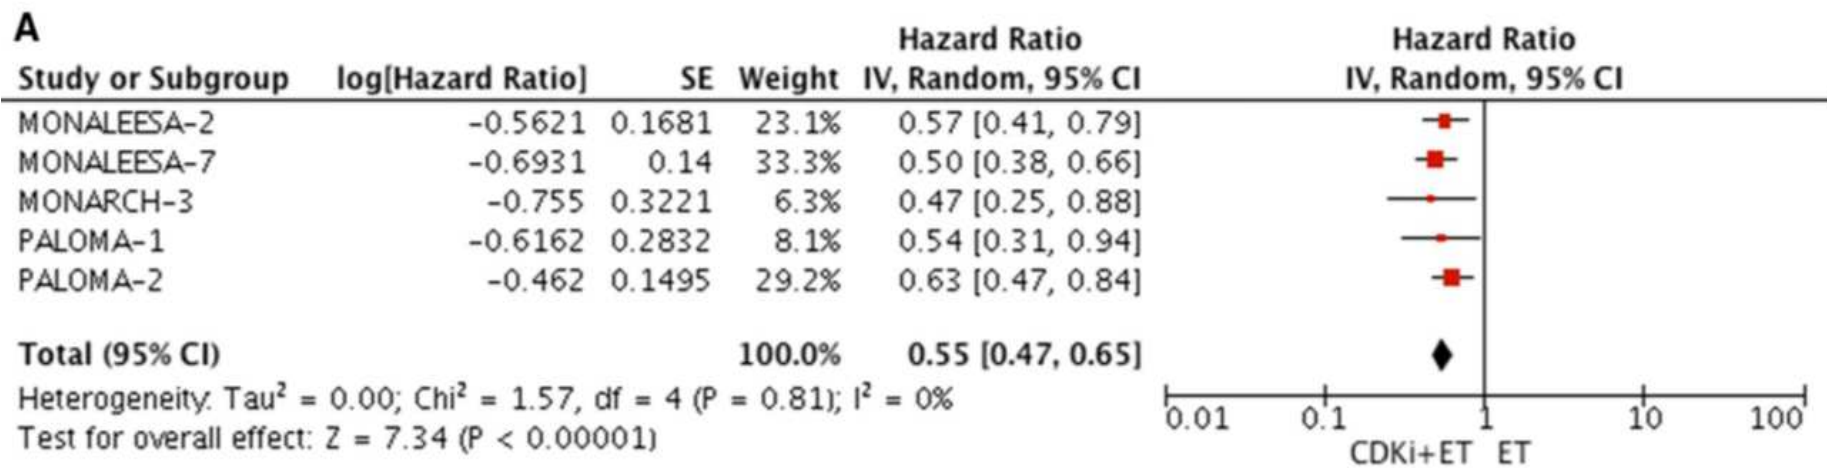 A
Hazard Ratio Hazard Ratio
Study or Subgroup log[Hazard Ratio] SE Weight IV, Random, 95% CI IV, Random, 95% CI
MONALEESA-2 -0.5621 0.1681 23.1% 0.57 [0.41, 0.79]
MONALEESA-7 -0.6931 0.14 33.3% 0.50 [0.38, 0.66]
MONARCH-3 -0.755 0.3221 6.3% 0.47 [0.25, 0.88]
PALOMA-1 -0.6162 0.2832 8.1% 0.54 [0.31, 0.94]
PALOMA-2 -0.462 0.1495 29.2% 0.63 [0.47, 0.84]
Total (95% CI) 100.0% 0.55 [0.47, 0.65]
Heterogeneity: Tau² = 0.00; Chi² = 1.57, df = 4 (P = 0.81); I² = 0%
Test for overall effect: Z = 7.34 (P < 0.00001)
0.01 0.1 1 10 100
CDKi+ET ET